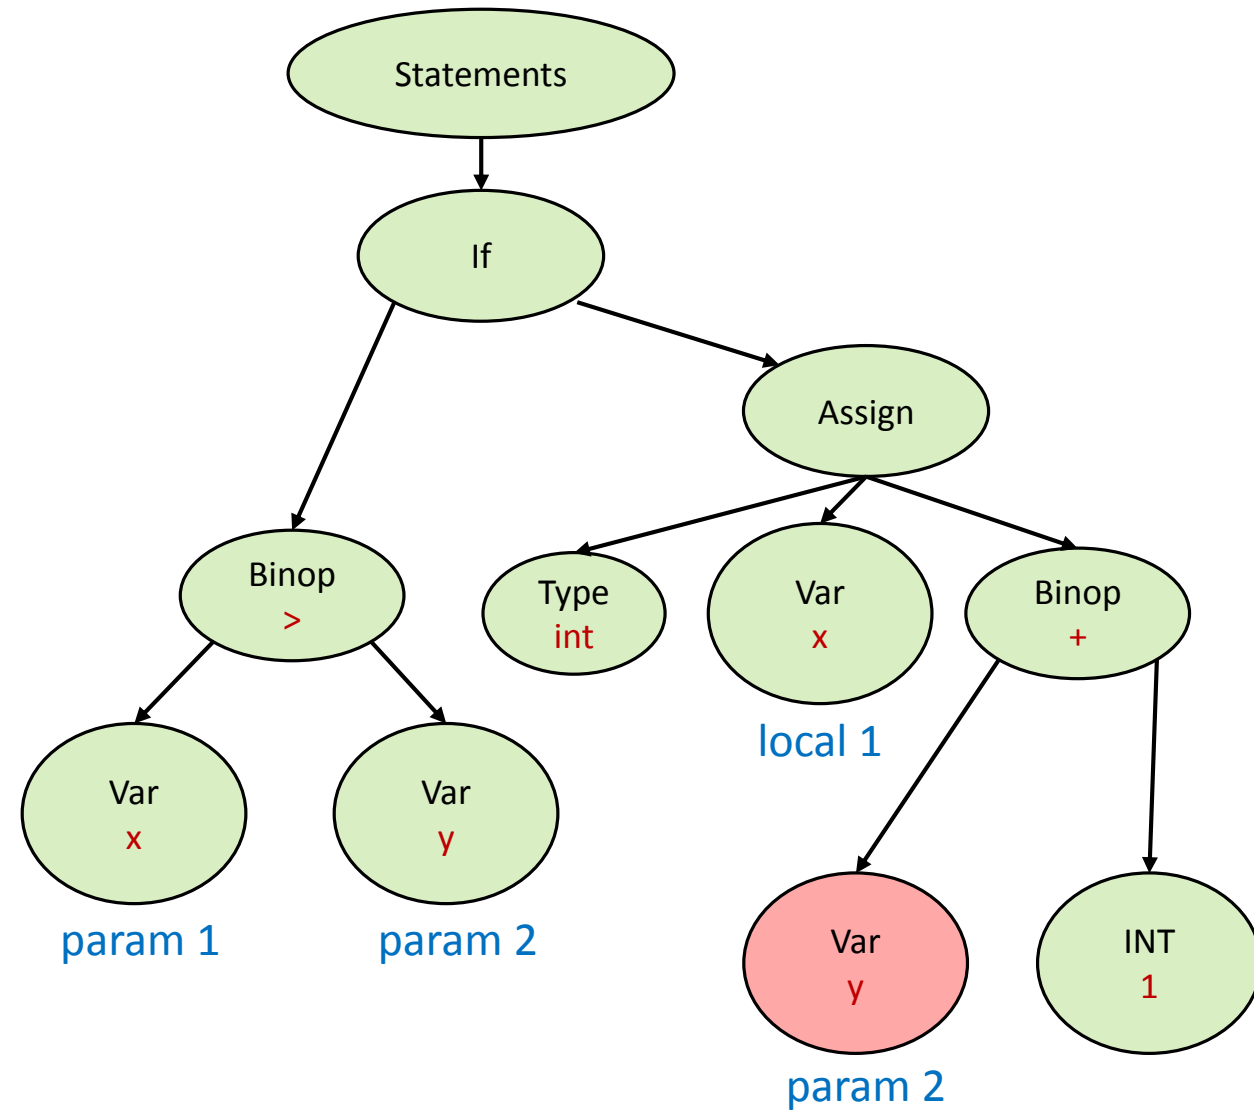 Statements
If
Assign
Binop
>
Type
int
Var
x
Binop
+
local 1
Var
x
Var
y
param 1
param 2
Var
y
INT
1
param 2